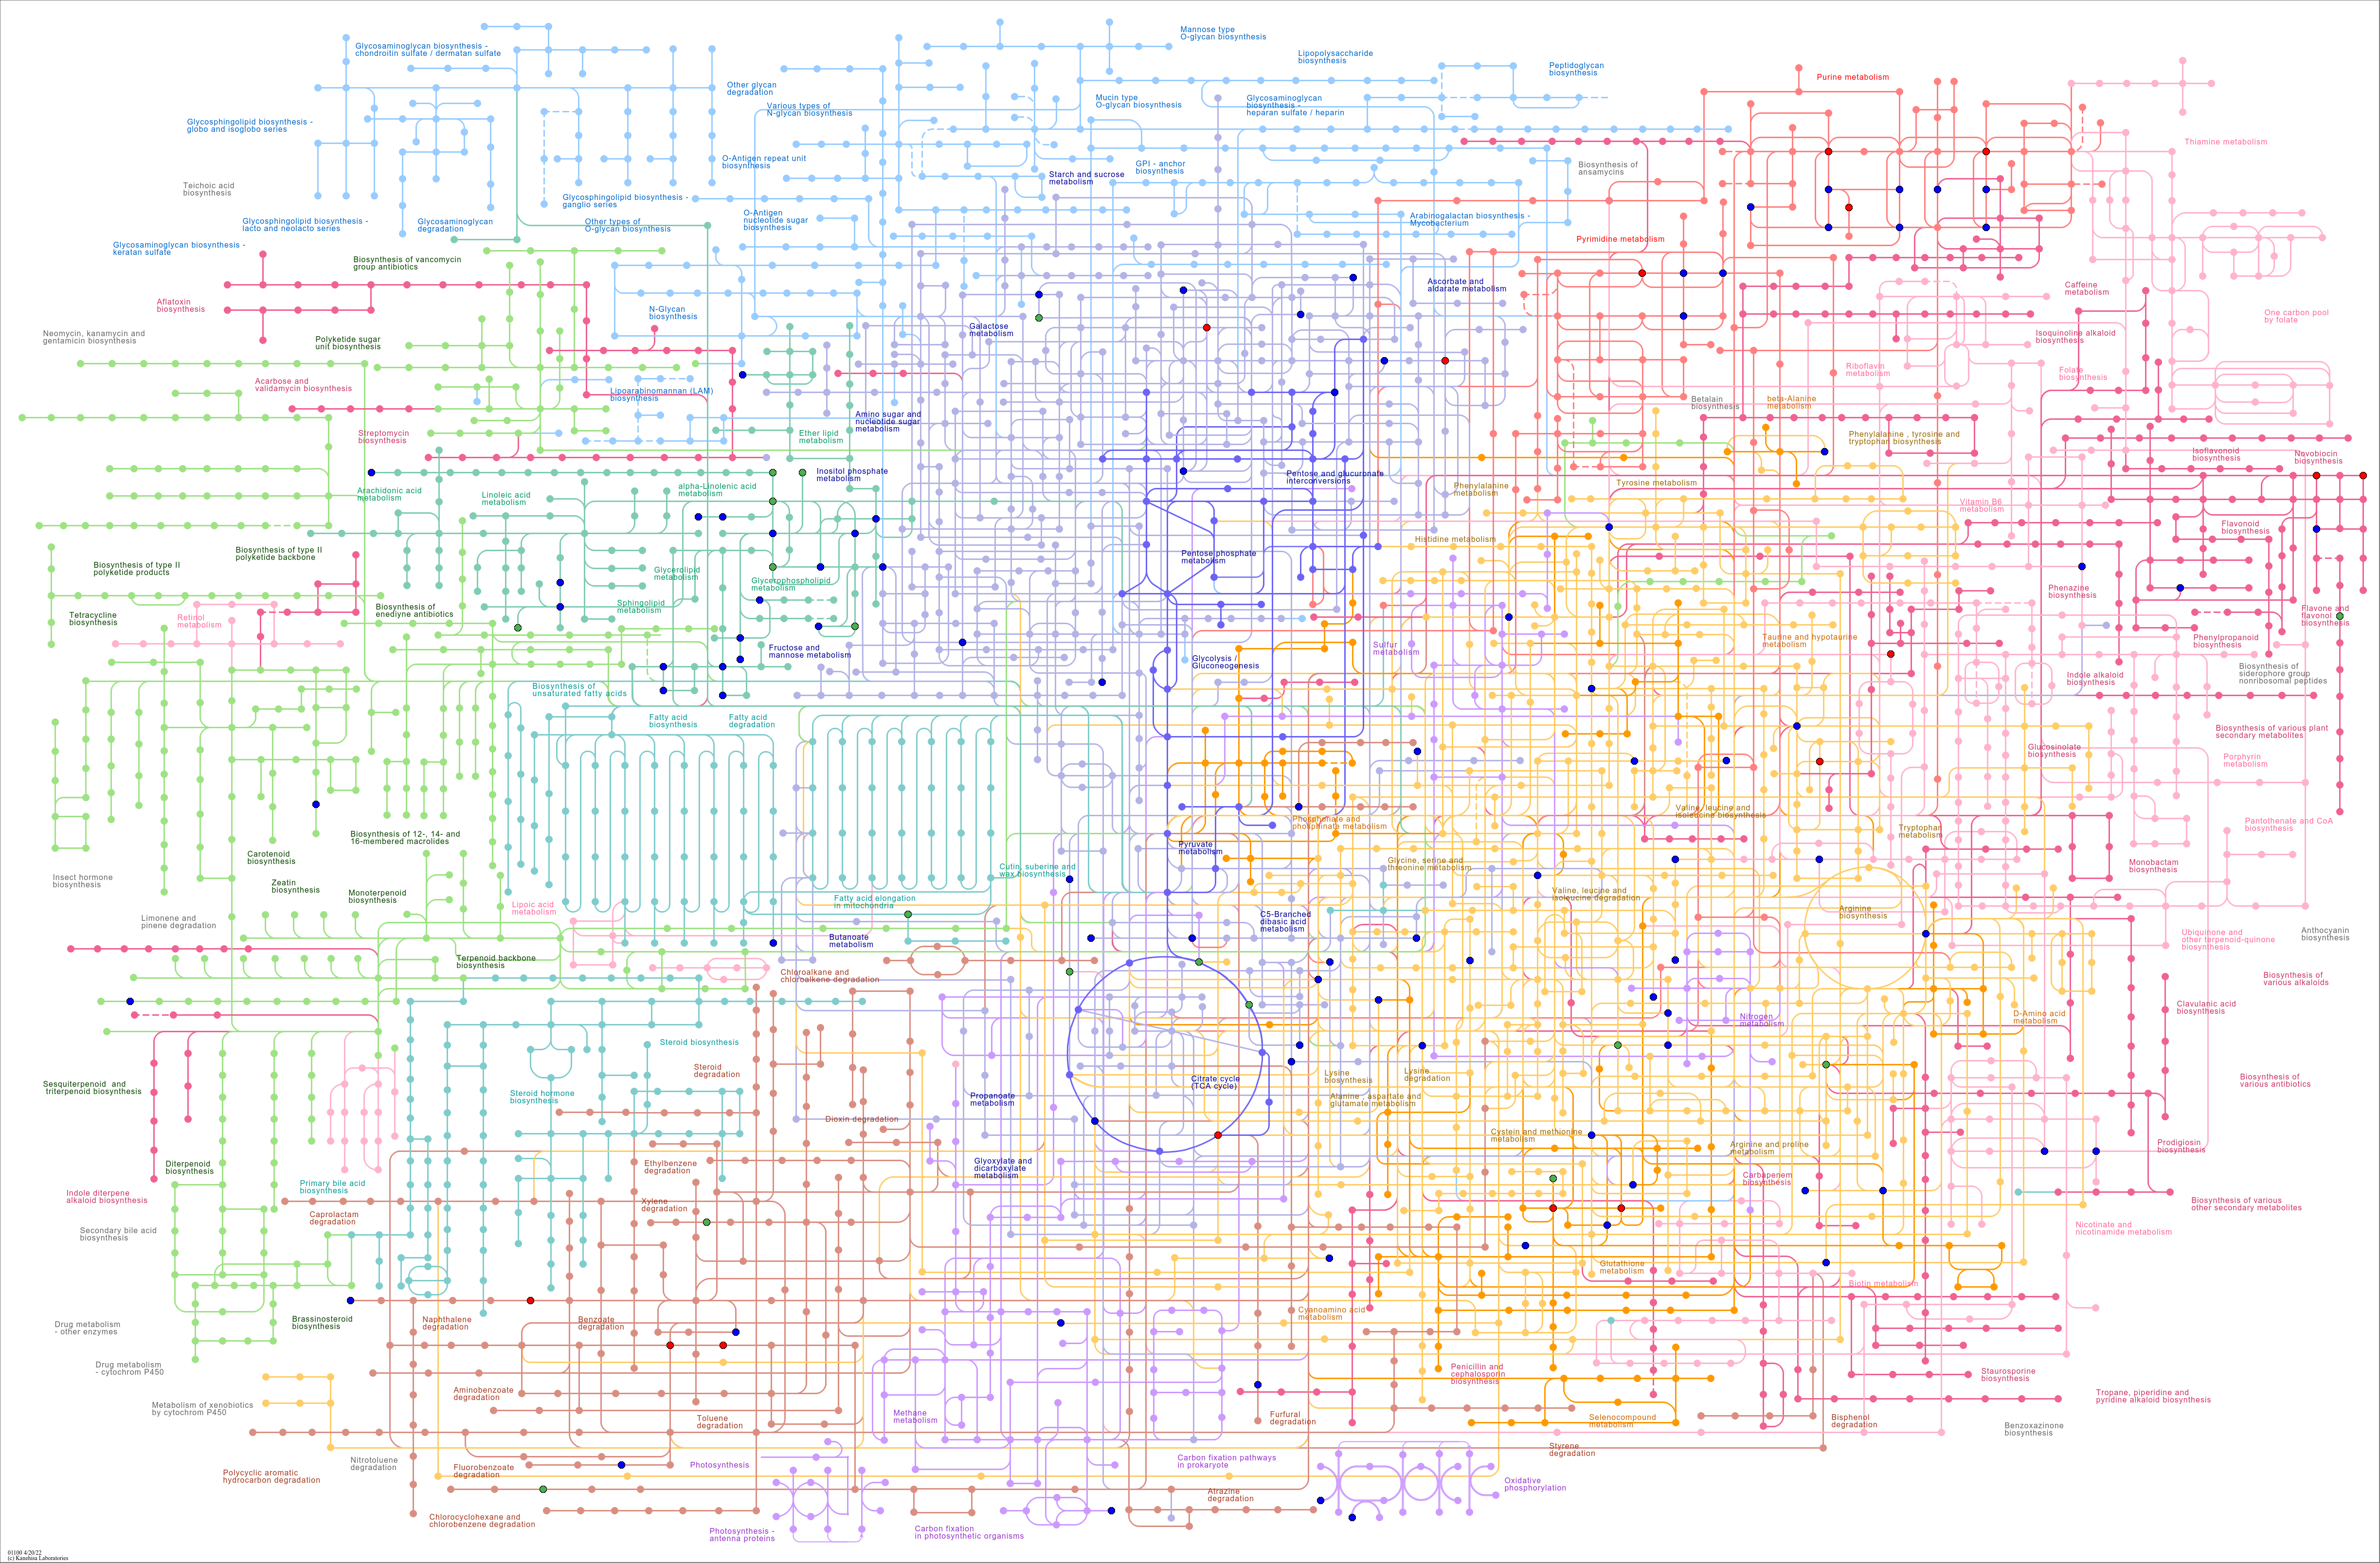 Glycosaminoglycan biosynthesis -
chondroitin sulfate / dermatan sulfate
Mannose type
O-glycan biosynthesis
Lipopolysaccharide
biosynthesis
Peptidoglycan
biosynthesis
Purine metabolism
Other glycan
degradation
Various types of
N-glycan biosynthesis
Mucin type
O-glycan biosynthesis
Glycosaminoglycan
biosynthesis -
heparan sulfate / heparin
Glycosphingolipid biosynthesis -
globo and isoglobo series
Thiamine metabolism
O-Antigen repeat unit
biosynthesis
GPI - anchor
biosynthesis
Biosynthesis of
ansamycins
Starch and sucrose
metabolism
Teichoic acid
biosynthesis
Glycosphingolipid biosynthesis -
ganglio series
Glycosphingolipid biosynthesis -
lacto and neolacto series
Glycosaminoglycan
degradation
Other types of
O-glycan biosynthesis
O-Antigen
nucleotide sugar
biosynthesis
Arabinogalactan biosynthesis -
Mycobacterium
Glycosaminoglycan biosynthesis -
keratan sulfate
Pyrimidine metabolism
Biosynthesis of vancomycin
group antibiotics
Ascorbate and
aldarate metabolism
Caffeine
metabolism
Aflatoxin
biosynthesis
N-Glycan
biosynthesis
One carbon pool
by folate
Neomycin, kanamycin and
gentamicin biosynthesis
Polyketide sugar
unit biosynthesis
Galactose
metabolism
Isoquinoline alkaloid
biosynthesis
Riboflavin
metabolism
Folate
biosynthesis
Acarbose and
validamycin biosynthesis
Lipoarabinomannan (LAM)
biosynthesis
Betalain
biosynthesis
beta-Alanine
metabolism
Amino sugar and
nucleotide sugar
metabolism
Streptomycin
biosynthesis
Ether lipid
metabolism
Phenylalanine , tyrosine and
tryptophan biosynthesis
Isoflavonoid
biosynthesis
Novobiocin
biosynthesis
Inositol phosphate
metabolism
Pentose and glucuronate
interconversions
Arachidonic acid
metabolism
Linoleic acid
metabolism
alpha-Linolenic acid
metabolism
Phenylalanine
metabolism
Tyrosine metabolism
Vitamin B6
metabolism
Flavonoid
biosynthesis
Histidine metabolism
Biosynthesis of type II
polyketide backbone
Biosynthesis of type II
polyketide products
Pentose phosphate
metabolism
Glycerolipid
metabolism
Glycerophospholipid
metabolism
Phenazine
biosynthesis
Sphingolipid
metabolism
Biosynthesis of
enediyne antibiotics
Tetracycline
biosynthesis
Retinol
metabolism
Flavone and
flavonol
biosynthesis
Taurine and hypotaurine
metabolism
Phenylpropanoid
biosynthesis
Sulfur
metabolism
Fructose and
mannose metabolism
Glycolysis /
Gluconeogenesis
Biosynthesis of
siderophore group
nonribosomal peptides
Indole alkaloid
biosynthesis
Biosynthesis of
unsaturated fatty acids
Fatty acid
biosynthesis
Fatty acid
degradation
Biosynthesis of various plant
secondary metabolites
Glucosinolate
biosynthesis
Porphyrin
metabolism
Valine, leucine and
isoleucine biosynthesis
Phosphonate and
phosphinate metabolism
Pantothenate and CoA
biosynthesis
Tryptophan
metabolism
Biosynthesis of 12-, 14- and
16-membered macrolides
Pyruvate
metabolism
Carotenoid
biosynthesis
Glycine, serine and
threonine metabolism
Monobactam
biosynthesis
Cutin, suberine and
wax biosynthesis
Insect hormone
biosynthesis
Zeatin
biosynthesis
Monoterpenoid
biosynthesis
Valine, leucine and
isoleucine degradation
Fatty acid elongation
in mitochondria
Lipoic acid
metabolism
Arginine
biosynthesis
Limonene and
pinene degradation
C5-Branched
dibasic acid
metabolism
Anthocyanin
biosynthesis
Butanoate
metabolism
Ubiquinone and
other terpenoid-quinone
biosynthesis
Terpenoid backbone
biosynthesis
Chloroalkane and
chloroalkene degradation
Biosynthesis of
various alkaloids
Clavulanic acid
biosynthesis
D-Amino acid
metabolism
Nitrogen
metabolism
Steroid biosynthesis
Steroid
degradation
Lysine
biosynthesis
Lysine
degradation
Citrate cycle
(TCA cycle)
Biosynthesis of
various antibiotics
Sesquiterpenoid and
triterpenoid biosynthesis
Steroid hormone
biosynthesis
Propanoate
metabolism
Alanine , aspartate and
glutamate metabolism
Dioxin degradation
Cystein and methionine
metabolism
Arginine and proline
metabolism
Prodigiosin
biosynthesis
Diterpenoid
biosynthesis
Ethylbenzene
degradation
Glyoxylate and
dicarboxylate
metabolism
Carbapenem
biosynthesis
Primary bile acid
biosynthesis
Indole diterpene
alkaloid biosynthesis
Xylene
degradation
Biosynthesis of various
other secondary metabolites
Caprolactam
degradation
Nicotinate and
nicotinamide metabolism
Secondary bile acid
biosynthesis
Glutathione
metabolism
Biotin metabolism
Cyanoamino acid
metabolism
Brassinosteroid
biosynthesis
Naphthalene
degradation
Benzoate
degradation
Drug metabolism
- other enzymes
Drug metabolism
- cytochrom P450
Penicillin and
cephalosporin
biosynthesis
Staurosporine
biosynthesis
Aminobenzoate
degradation
Tropane, piperidine and
pyridine alkaloid biosynthesis
Metabolism of xenobiotics
by cytochrom P450
Methane
metabolism
Toluene
degradation
Furfural
degradation
Selenocompound
metabolism
Bisphenol
degradation
Benzoxazinone
biosynthesis
Styrene
degradation
Nitrotoluene
degradation
Polycyclic aromatic
hydrocarbon degradation
Fluorobenzoate
degradation
Photosynthesis
Carbon fixation pathways
in prokaryote
Oxidative
phosphorylation
Atrazine
degradation
Chlorocyclohexane and
chlorobenzene degradation
Photosynthesis -
antenna proteins
Carbon fixation
in photosynthetic organisms
01100 4/20/22
(c) Kanehisa Laboratories